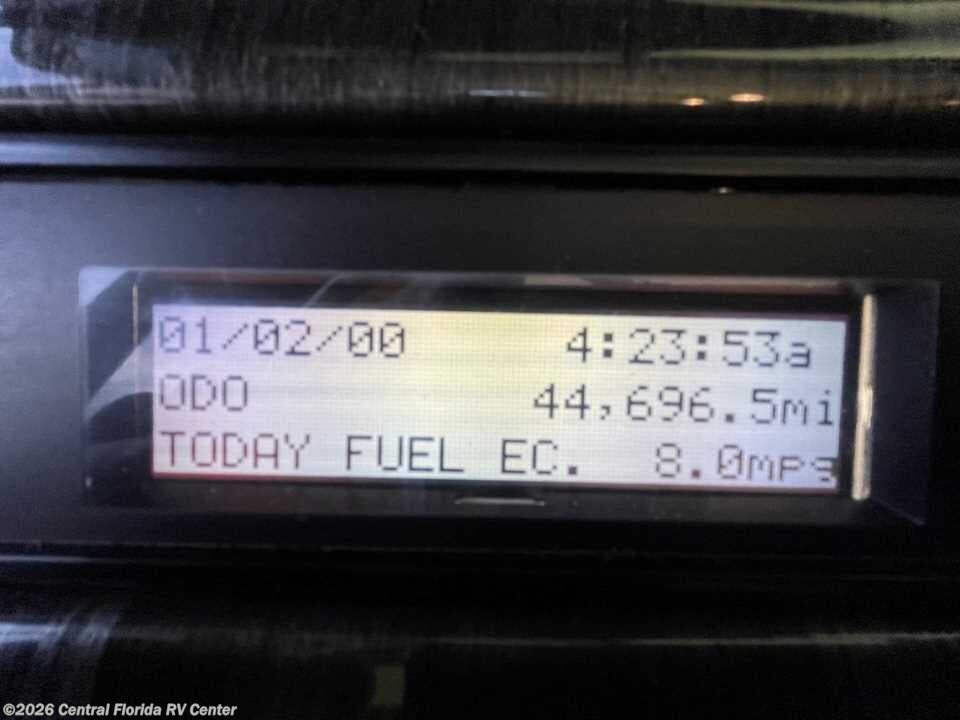 01/02/00 4:23:53a
ODO 44,696.5mi
TODAY FUEL EC. 8.0mpg
©2026 Central Florida RV Center